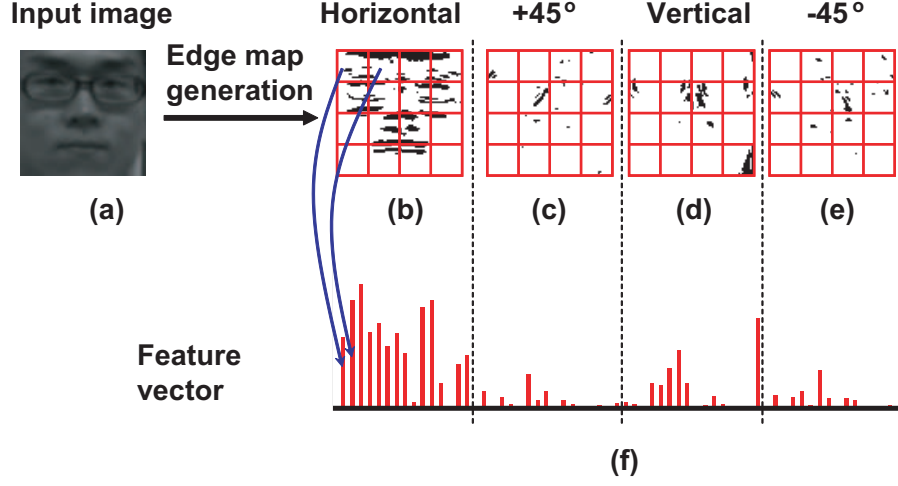 Input image
Horizontal
+45°
Vertical
-45°
Edge map
generation
(a)
(b)
(c)
(d)
(e)
Feature
vector
(f)